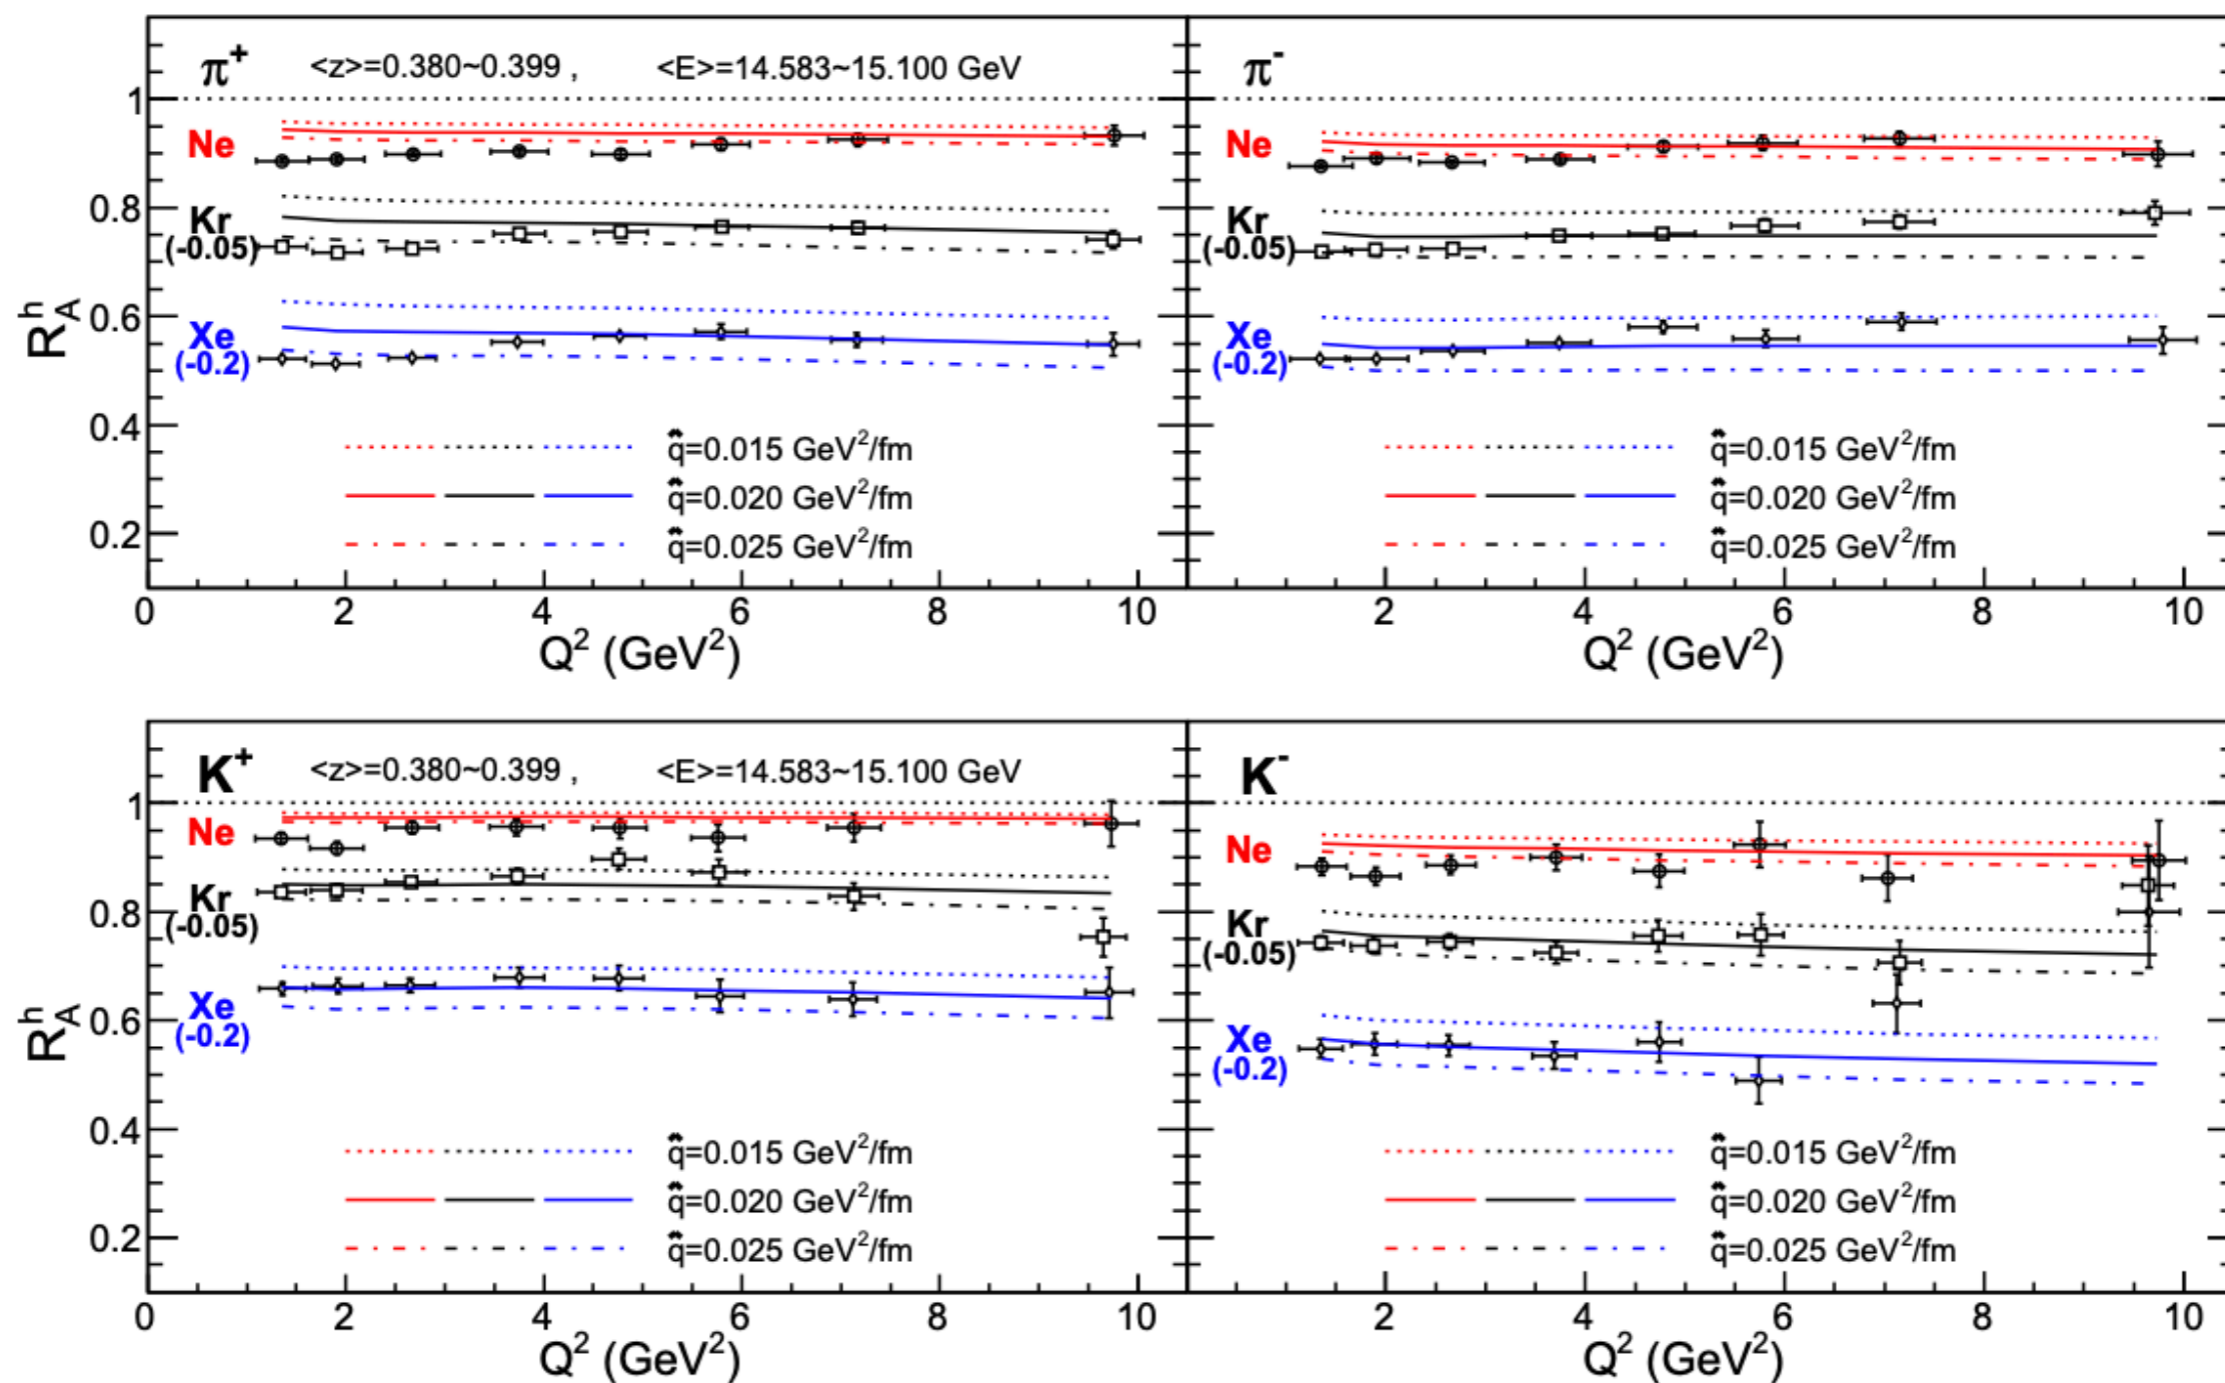 π⁺ <z>=0.380~0.399 , <E>=14.583~15.100 GeV
π⁻
1
Ne
Ne
0.8
Kr
(-0.05)
Kr
(-0.05)
R_A^h
0.6
Xe
(-0.2)
Xe
(-0.2)
0.4
q̂=0.015 GeV²/fm
q̂=0.015 GeV²/fm
q̂=0.020 GeV²/fm
q̂=0.020 GeV²/fm
0.2
q̂=0.025 GeV²/fm
q̂=0.025 GeV²/fm
0 2 4 6 8 10
2 4 6 8 10
Q² (GeV²)
Q² (GeV²)
K⁺ <z>=0.380~0.399 , <E>=14.583~15.100 GeV
K⁻
1
Ne
Ne
0.8
Kr
(-0.05)
Kr
(-0.05)
R_A^h
0.6
Xe
(-0.2)
Xe
(-0.2)
0.4
q̂=0.015 GeV²/fm
q̂=0.015 GeV²/fm
q̂=0.020 GeV²/fm
q̂=0.020 GeV²/fm
0.2
q̂=0.025 GeV²/fm
q̂=0.025 GeV²/fm
0 2 4 6 8 10
2 4 6 8 10
Q² (GeV²)
Q² (GeV²)